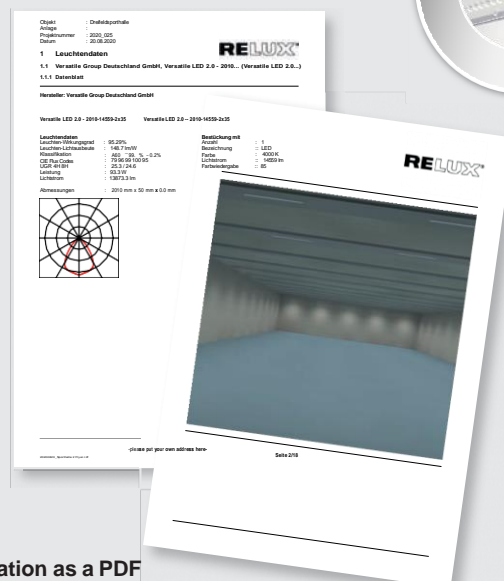 Objekt : Dreifeldsporthalle
Anlage :
Projektnummer : 2020_025
Datum : 20.08.2020
RELUX
1 Leuchtendaten
1.1 Versatile Group Deutschland GmbH, Versatile LED 2.0 - 2010... (Versatile LED 2.0...)
1.1.1 Datenblatt
Hersteller: Versatile Group Deutschland GmbH
Versatile LED 2.0 - 2010-14559-2x35 Versatile LED 2.0 – 2010-14559-2x35
Leuchtendaten
Leuchten-Wirkungsgrad : 95.29%
Leuchten-Lichtausbeute : 148.7 lm/W
Klassifikation : A60 ¯99, % ¬0.2%
CIE Flux Codes : 79 96 99 100 95
UGR 4H 8H : 25.3 / 24.6
Leistung : 93.3 W
Lichtstrom : 13873.3 lm
Abmessungen : 2010 mm x 50 mm x 0.0 mm
Bestückung mit
Anzahl : 1
Bezeichnung :: LED
Farbe : 4000 K
Lichtstrom :: 14559 lm
Farbwiedergabe :: 85
-please put your own address here-
Seite 2/18
RELUX
ation as a PDF